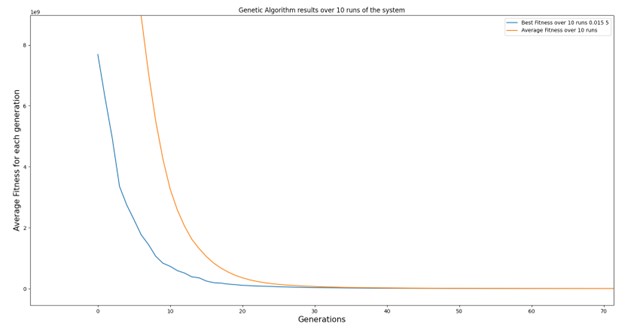 Genetic Algorithm results over 10 runs of the system
1e9
Best Fitness over 10 runs 0.015 5
Average Fitness over 10 runs
8
6
4
2
0
Average Fitness for each generation
0 10 20 30 40 50 60 70
Generations